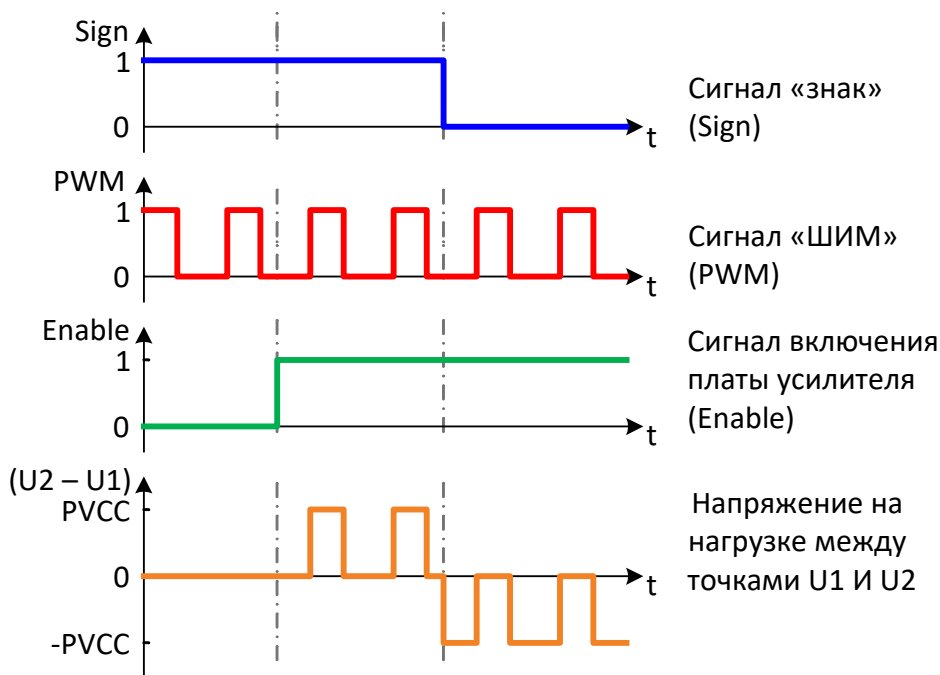 Sign
1
0
t
Сигнал «знак»
(Sign)
PWM
1
0
t
Сигнал «ШИМ»
(PWM)
Enable
1
0
t
Сигнал включения
платы усилителя
(Enable)
(U2 – U1)
PVCC
0
-PVCC
t
Напряжение на
нагрузке между
точками U1 И U2